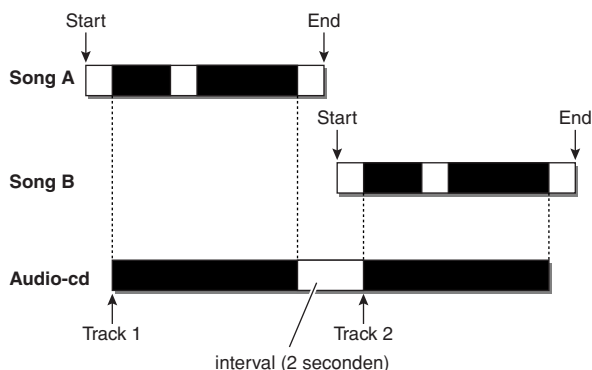 Start End
Song A
Start End
Song B
Audio-cd
Track 1 Track 2
interval (2 seconden)